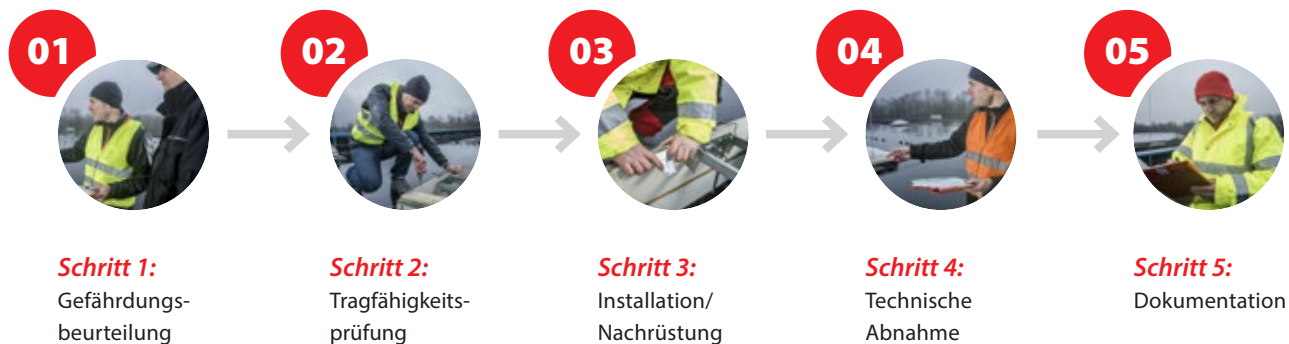 01
02
03
04
05
Schritt 1:
Gefährdungs-
beurteilung
Schritt 2:
Tragfähigkeits-
prüfung
Schritt 3:
Installation/
Nachrüstung
Schritt 4:
Technische
Abnahme
Schritt 5:
Dokumentation